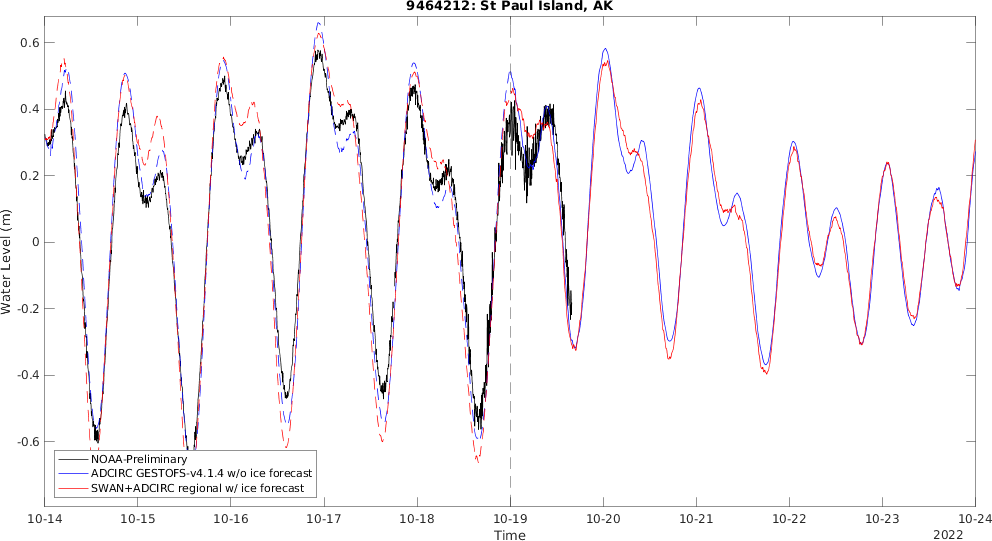 9464212: St Paul Island, AK
Water Level (m)
0.6
0.4
0.2
0
-0.2
-0.4
-0.6
NOAA-Preliminary
ADCIRC GESTOFS-v4.1.4 w/o ice forecast
SWAN+ADCIRC regional w/ ice forecast
10-14 10-15 10-16 10-17 10-18 10-19 10-20 10-21 10-22 10-23 10-24
Time
2022